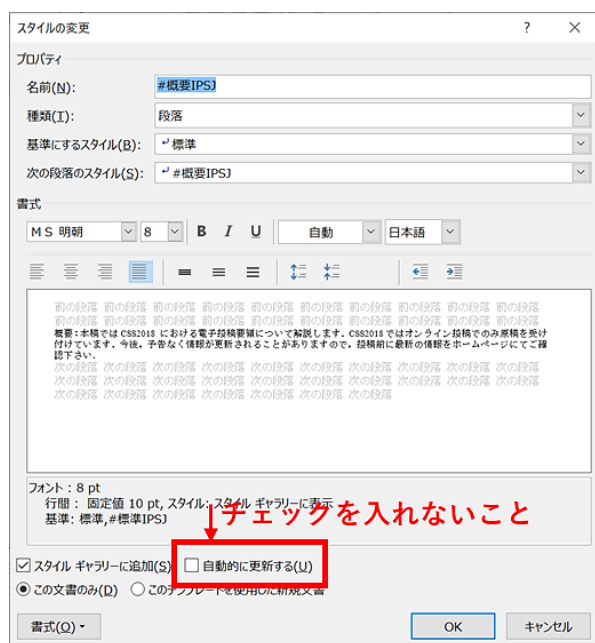 スタイルの変更 ? ×
プロパティ
名前(N): #概要IPSJ
種類(T): 段落
基準にするスタイル(B): ↵標準
次の段落のスタイル(S): ↵#概要IPSJ
書式
MS 明朝 8 B I U 自動 日本語
前の段落 前の段落 前の段落 前の段落 前の段落 前の段落 前の段落 前の段落 前の段落 前の段落
前の段落 前の段落 前の段落 前の段落 前の段落 前の段落 前の段落 前の段落 前の段落 前の段落
概要:本稿では CSS2018 における電子投稿要領について解説します.CSS2018 ではオンライン投稿でのみ原稿を受け
付けています.今後,予告なく情報が更新されることがありますので,投稿前に最新の情報をホームページにてご確
認下さい.
次の段落 次の段落 次の段落 次の段落 次の段落 次の段落 次の段落 次の段落 次の段落 次の段落
次の段落 次の段落 次の段落 次の段落 次の段落 次の段落 次の段落 次の段落 次の段落 次の段落
次の段落 次の段落 次の段落 次の段落 次の段落 次の段落 次の段落
フォント:8 pt
行間: 固定値 10 pt, スタイル: スタイル ギャラリーに表示
基準: 標準,#標準IPSJ
チェックを入れないこと
スタイル ギャラリーに追加(S) 自動的に更新する(U)
この文書のみ(D) このテンプレートを使用した新規文書
書式(O) OK キャンセル